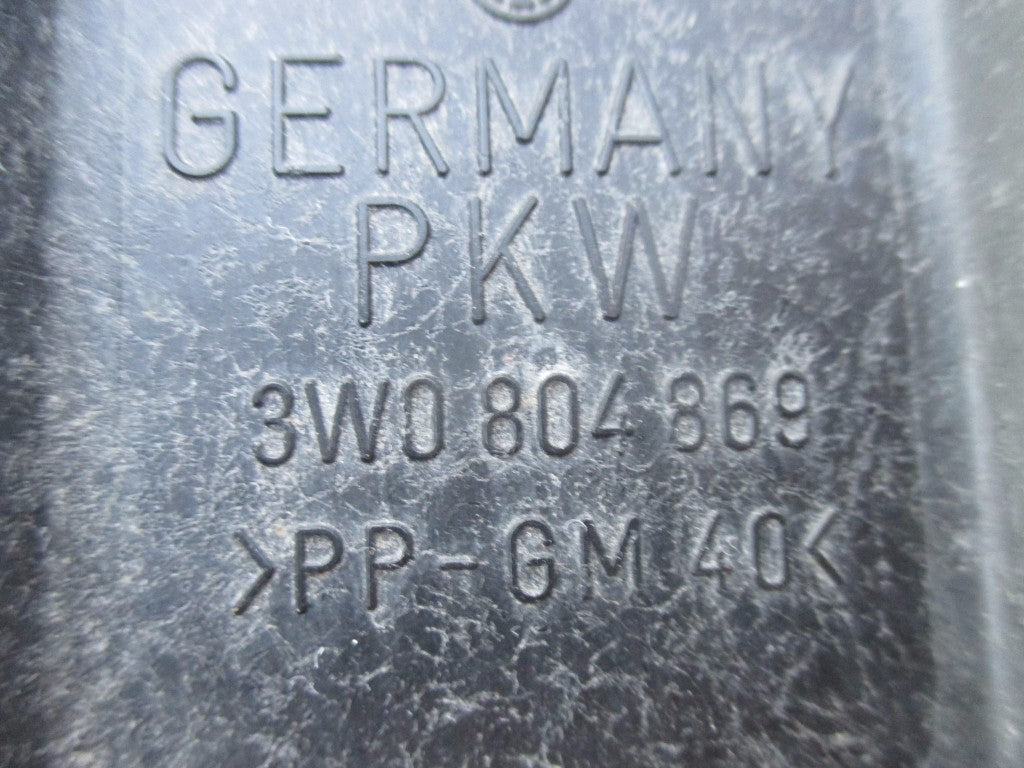 GERMANY
PKW
3W0 804 869
>PP-GM 40<